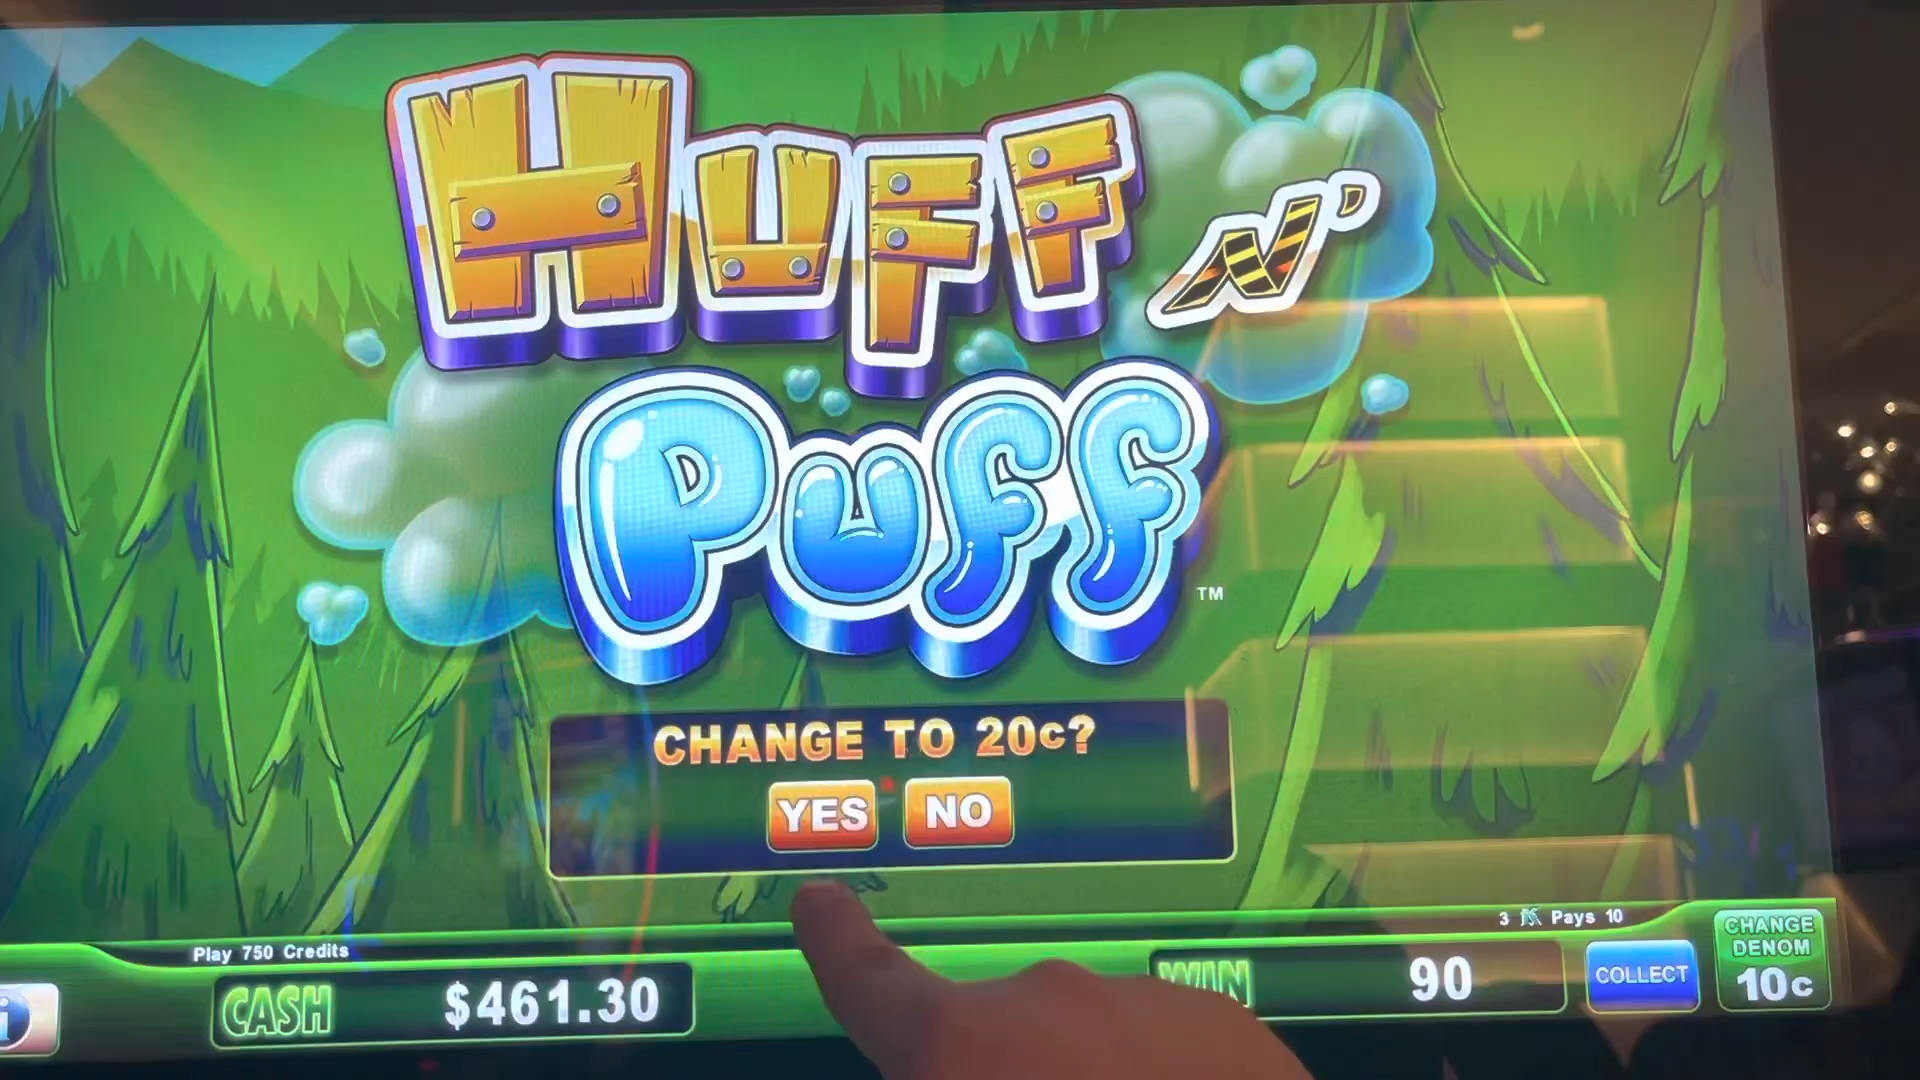 HUFF N'
PUFF
TM
CHANGE TO 20¢?
YES NO
3 Pays 10
Play 750 Credits
CASH $461.30
WIN 90
COLLECT
CHANGE
DENOM
10¢
i